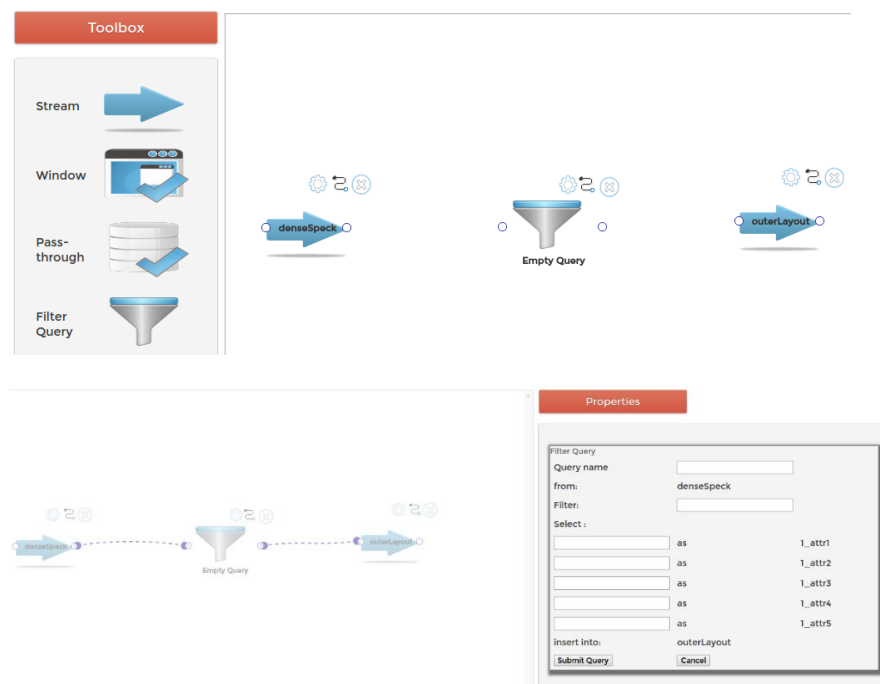 Toolbox
Stream
Window
Pass-
through
Filter
Query
denseSpeck
Empty Query
outerLayout
Properties
denseSpeck
Empty Query
outerLayout
Filter Query
Query name
from:
denseSpeck
Filter:
Select :
as
1_attr1
as
1_attr2
as
1_attr3
as
1_attr4
as
1_attr5
insert into:
outerLayout
Submit Query
Cancel